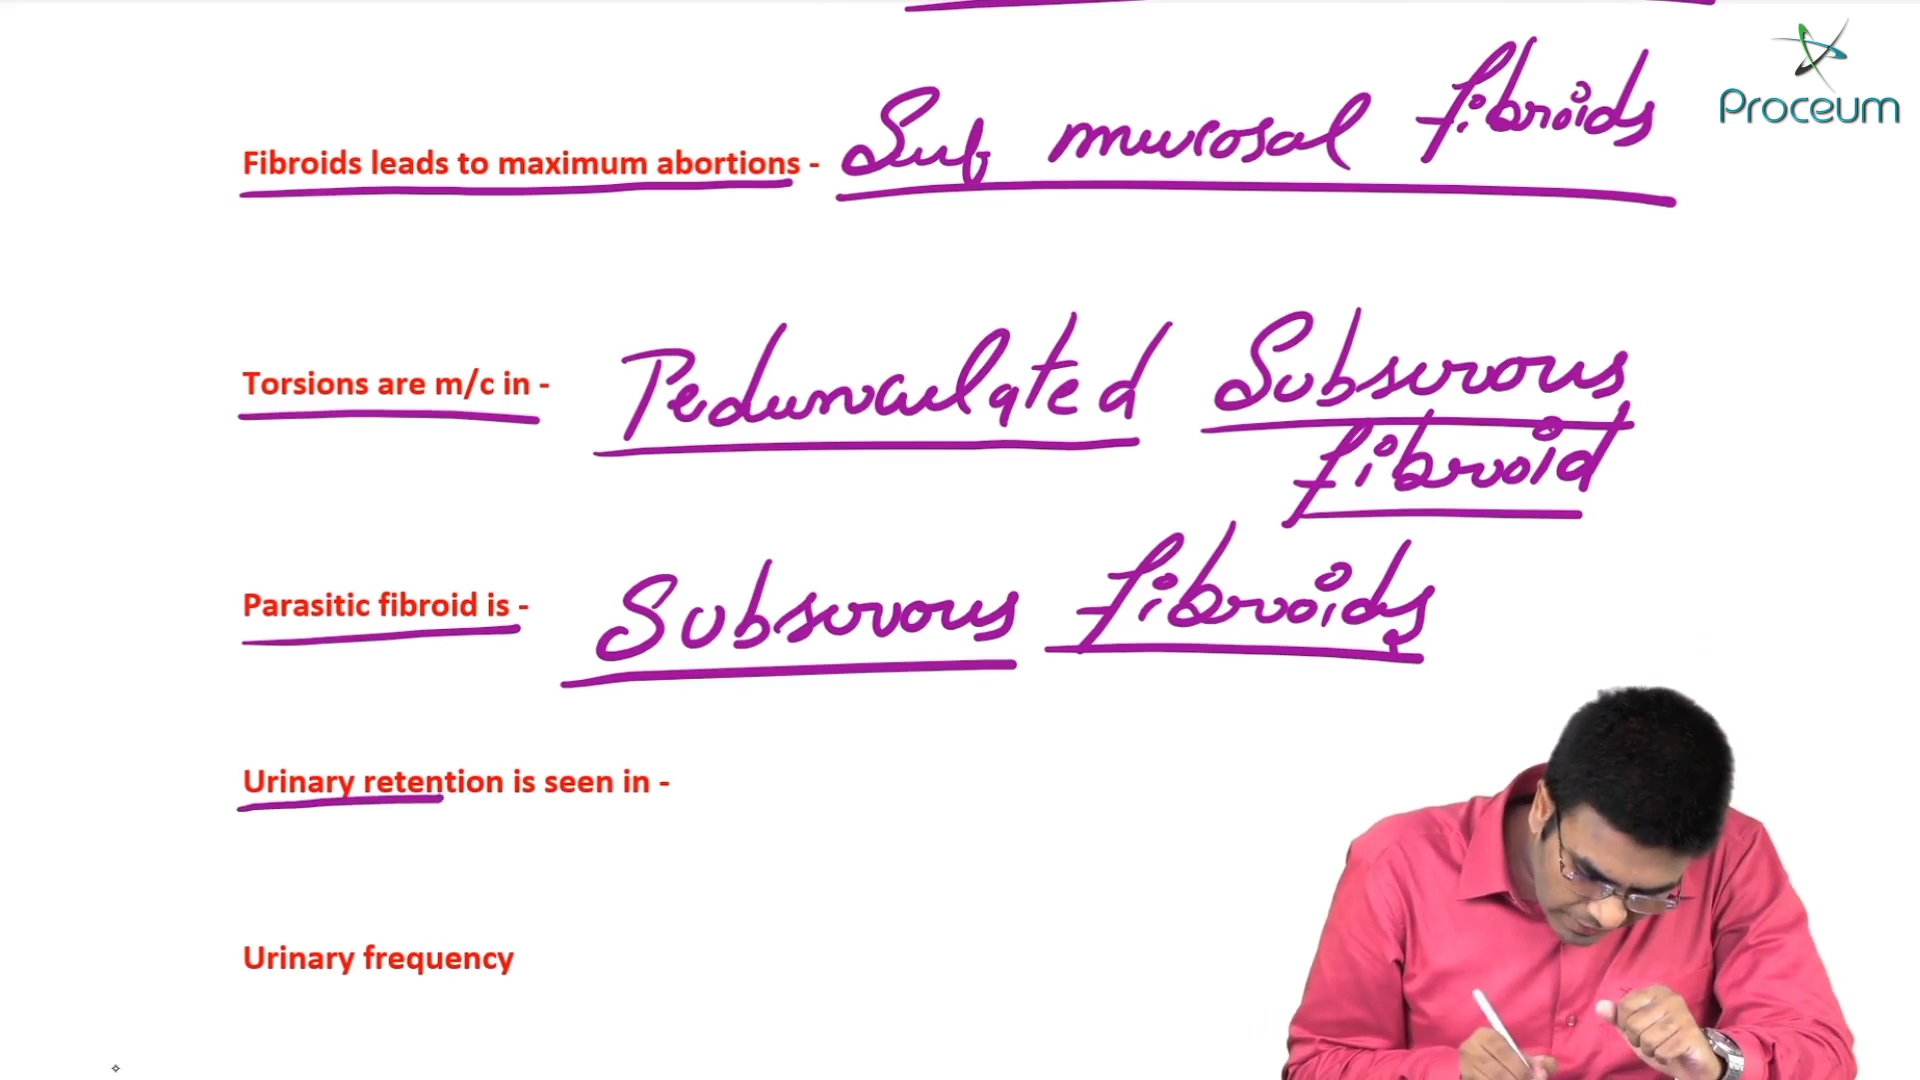 Proceum
Fibroids leads to maximum abortions - Sub mucosal fibroids
Torsions are m/c in - Pedunculated Subserous
fibroid
Parasitic fibroid is - Subserous fibroids
Urinary retention is seen in -
Urinary frequency